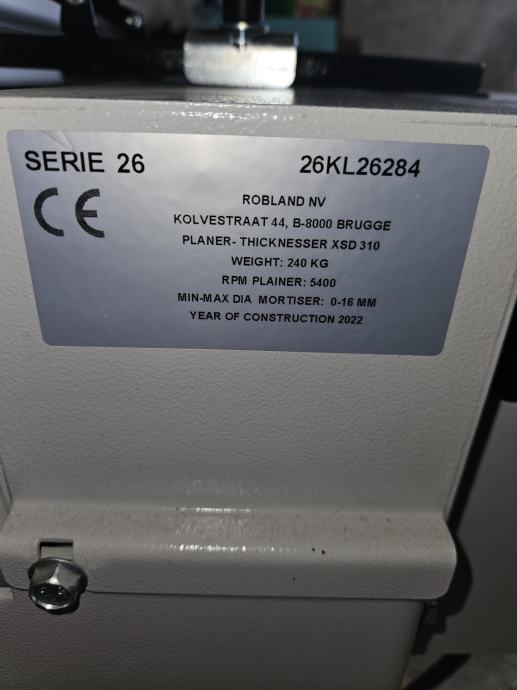 SERIE 26 26KL26284
CE
ROBLAND NV
KOLVESTRAAT 44, B-8000 BRUGGE
PLANER- THICKNESSER XSD 310
WEIGHT: 240 KG
RPM PLAINER: 5400
MIN-MAX DIA MORTISER: 0-16 MM
YEAR OF CONSTRUCTION 2022